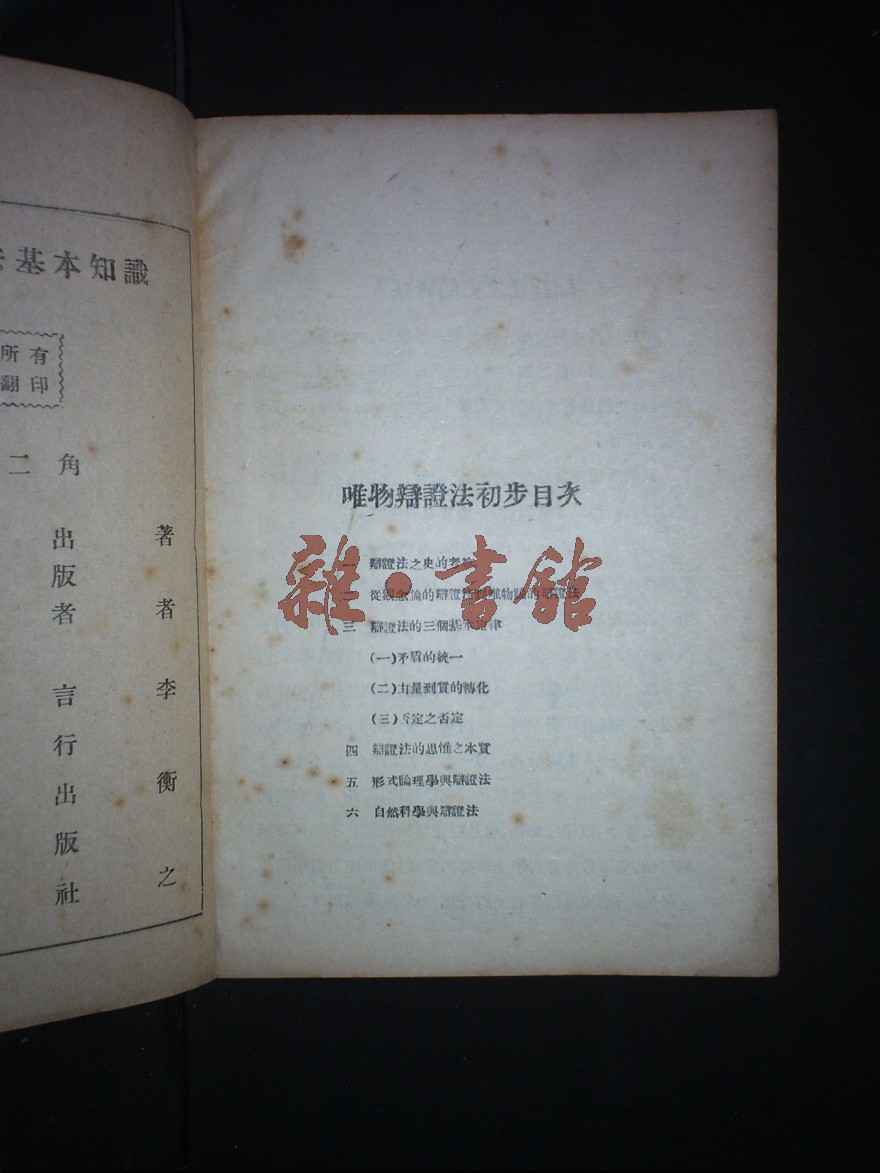 基本知識
所有
翻印
二角
著者李衡之
出版者言行出版社
唯物辯證法初步目次
一 辯證法之史的考
二 從觀念論的辯證法到唯物論的辯證法
三 辯證法的三個基本定律
(一)矛盾的統一
(二)由量到質的轉化
(三)否定之否定
四 辯證法的思惟之本質
五 形式論理學與辯證法
六 自然科學與辯證法
雜·書館